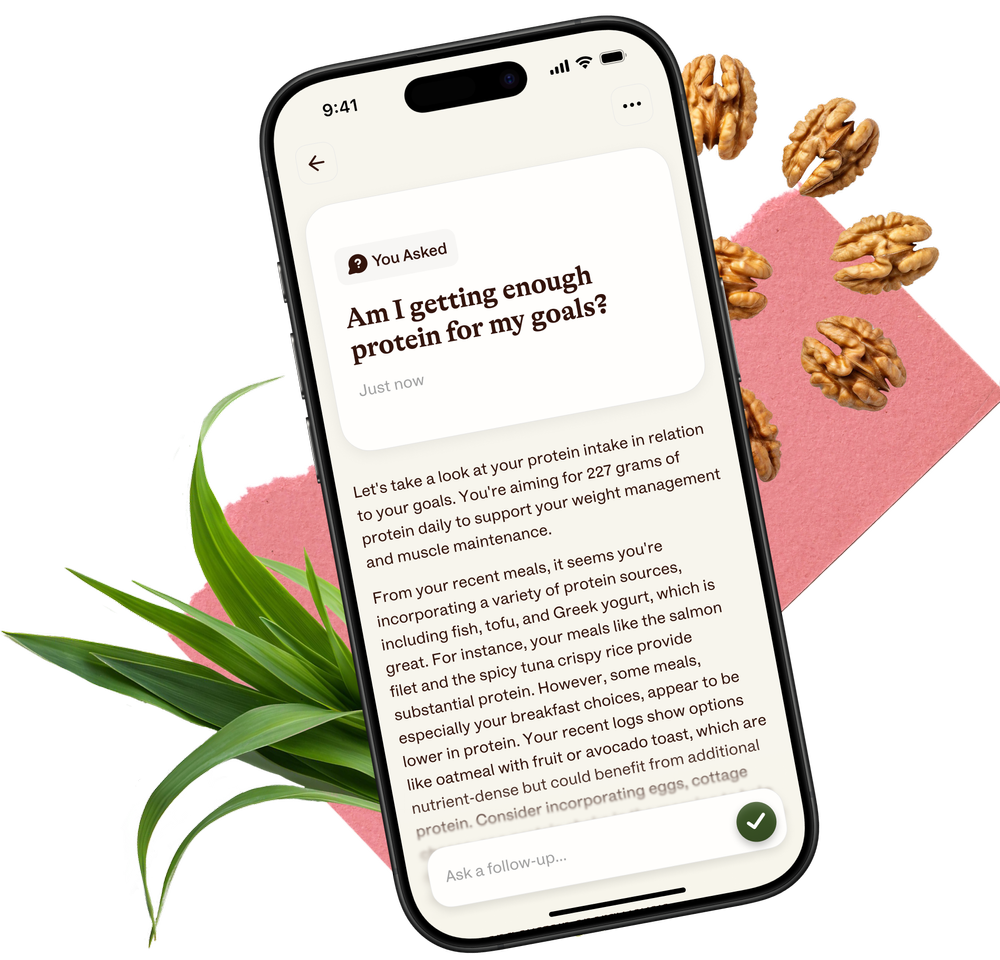 9:41
You Asked
Am I getting enough
protein for my goals?
Just now
Let's take a look at your protein intake in relation
to your goals. You're aiming for 227 grams of
protein daily to support your weight management
and muscle maintenance.
From your recent meals, it seems you're
incorporating a variety of protein sources,
including fish, tofu, and Greek yogurt, which is
great. For instance, your meals like the salmon
filet and the spicy tuna crispy rice provide
substantial protein. However, some meals,
especially your breakfast choices, appear to be
lower in protein. Your recent logs show options
like oatmeal with fruit or avocado toast, which are
nutrient-dense but could benefit from additional
protein. Consider incorporating eggs, cottage
Ask a follow-up...